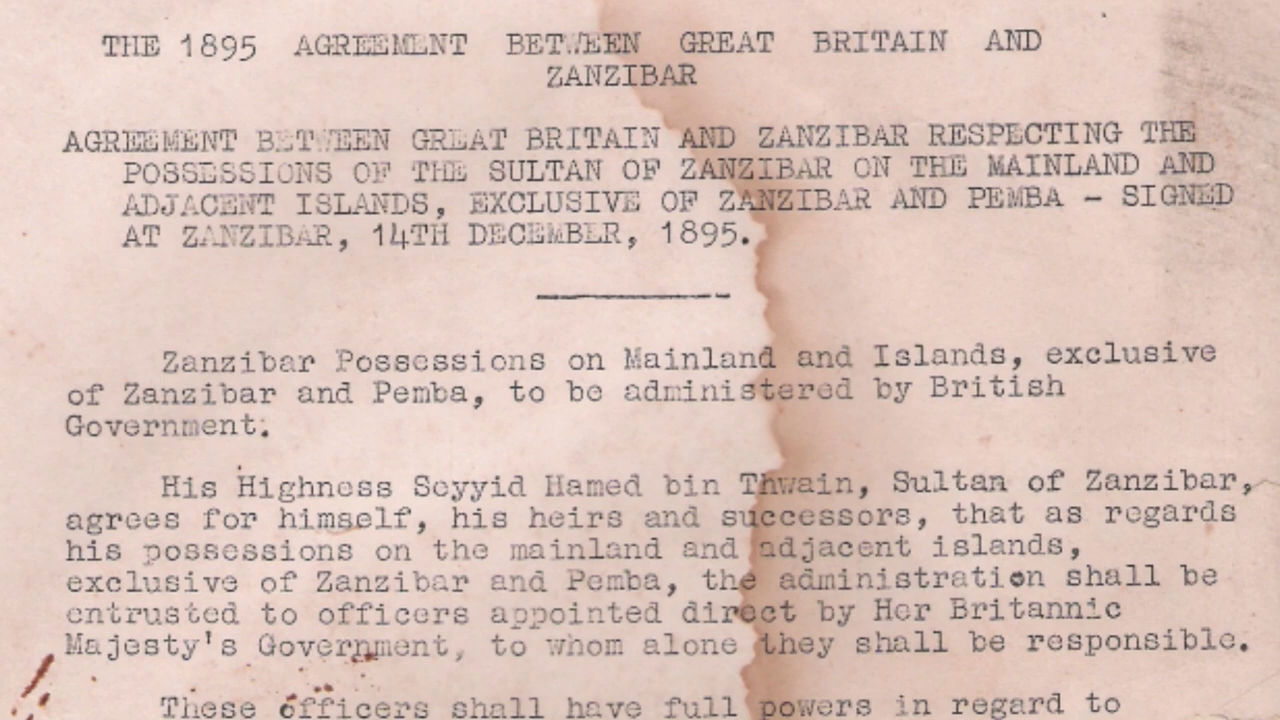 THE 1895 AGREEMENT BETWEEN GREAT BRITAIN AND
ZANZIBAR
AGREEMENT BETWEEN GREAT BRITAIN AND ZANZIBAR RESPECTING THE
POSSESSIONS OF THE SULTAN OF ZANZIBAR ON THE MAINLAND AND
ADJACENT ISLANDS, EXCLUSIVE OF ZANZIBAR AND PEMBA - SIGNED
AT ZANZIBAR, 14TH DECEMBER, 1895.
Zanzibar Possessions on Mainland and Islands, exclusive
of Zanzibar and Pemba, to be administered by British
Government.
His Highness Seyyid Hamed bin Thwain, Sultan of Zanzibar,
agrees for himself, his heirs and successors, that as regards
his possessions on the mainland and adjacent islands,
exclusive of Zanzibar and Pemba, the administration shall be
entrusted to officers appointed direct by Her Britannic
Majesty's Government, to whom alone they shall be responsible.
These officers shall have full powers in regard to